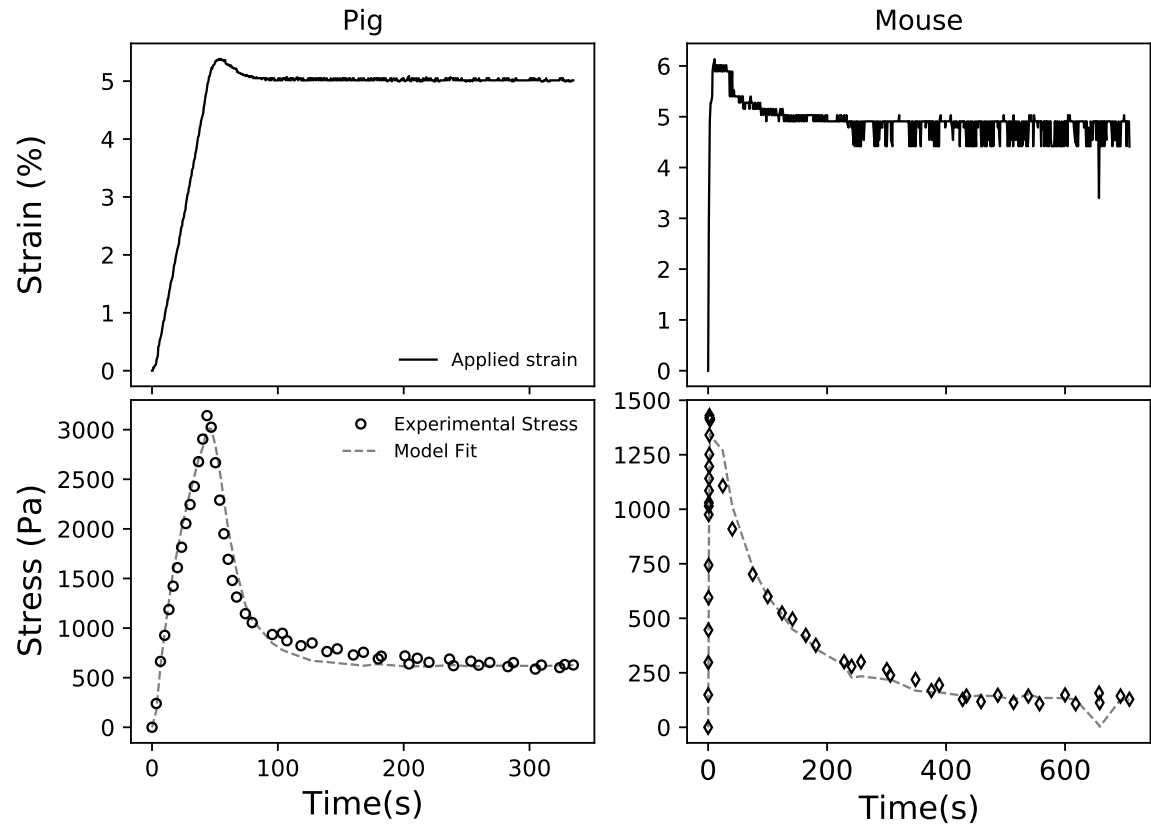 Pig
Mouse
Strain (%)
5
4
3
2
1
0
Applied strain
6
5
4
3
2
1
0
Stress (Pa)
3000
2500
2000
1500
1000
500
0
Experimental Stress
Model Fit
1500
1250
1000
750
500
250
0
0 100 200 300
Time(s)
0 200 400 600
Time(s)